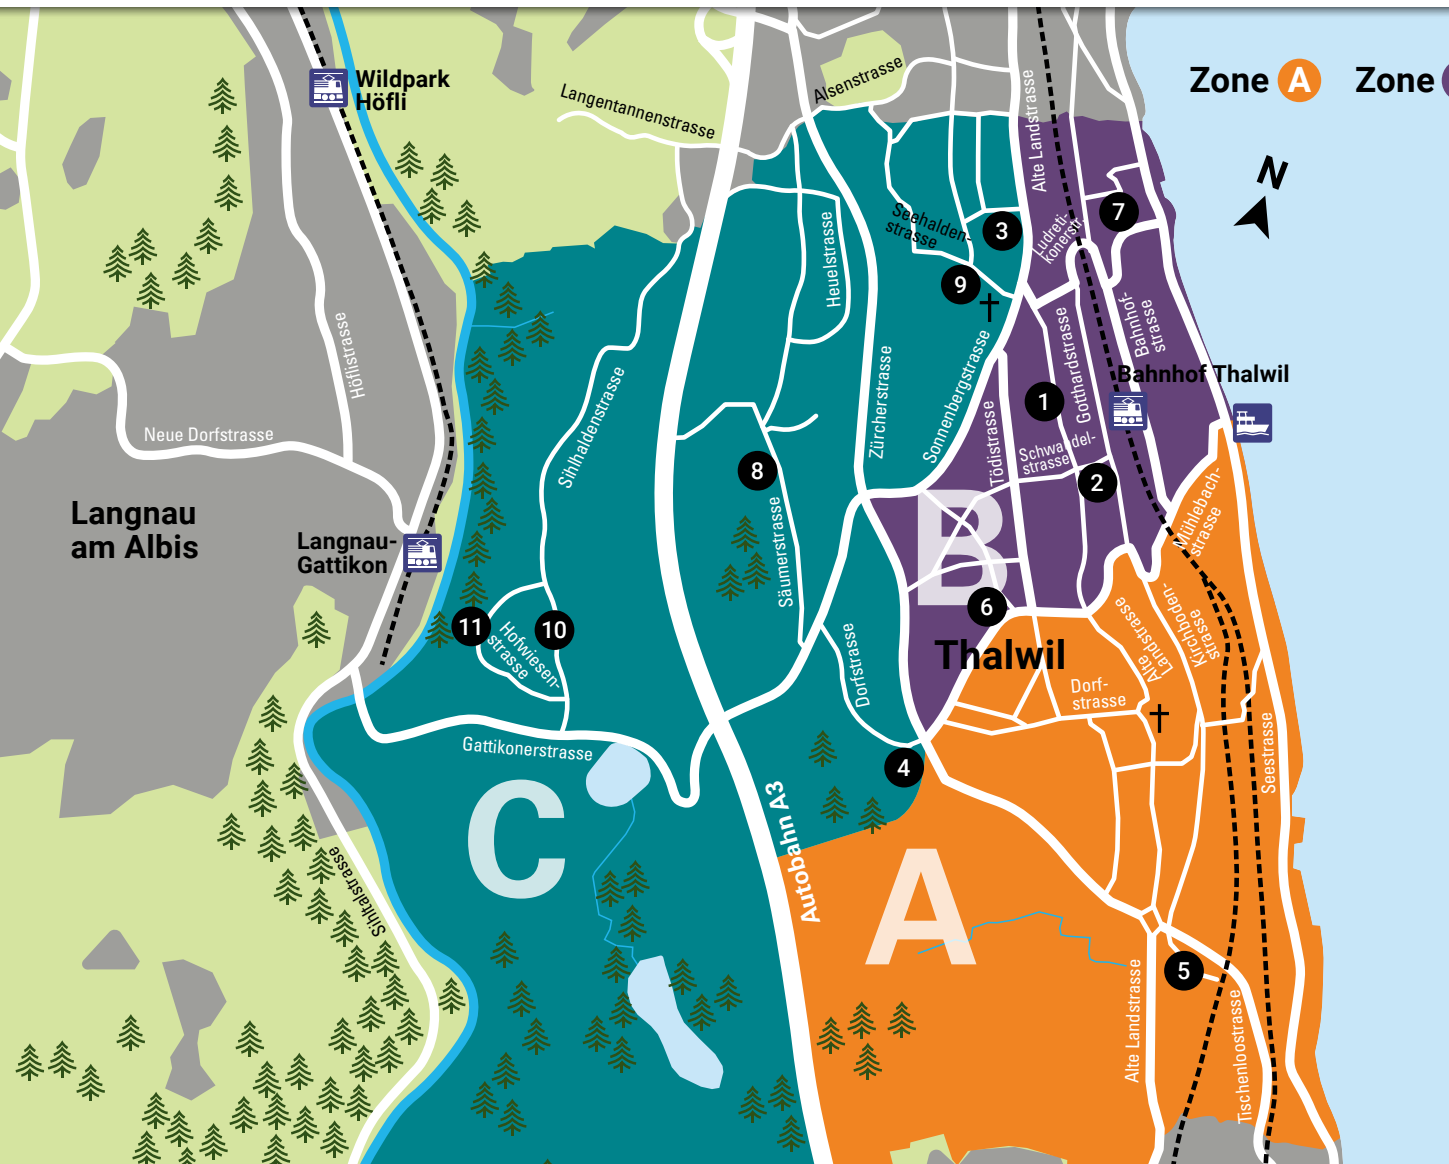 Wildpark
Höfli
Langentannenstrasse
Alsenstrasse
Alte Landstrasse
Zone A Zone
N
7
Ludreti-
konerstr.
Seehalden-
strasse
3
9
Heuelstrasse
Höflistrasse
Bahnhof-
strasse
Gotthardstrasse
Zürcherstrasse
Sonnenbergstrasse
Sihlhaldenstrasse
Bahnhof Thalwil
1
Tödistrasse
Neue Dorfstrasse
Schwandel-
strasse
8
2
Langnau
am Albis
Mühlebach-
strasse
B
Langnau-
Gattikon
Säumerstrasse
6
11
10
Hofwiesen-
strasse
Dorfstrasse
Thalwil
Alte
Landstrasse
Kirchboden-
strasse
Dorf-
strasse
Gattikonerstrasse
Seestrasse
4
C
Autobahn A3
Sihltalstrasse
A
5
Alte Landstrasse
Tischenloostrasse